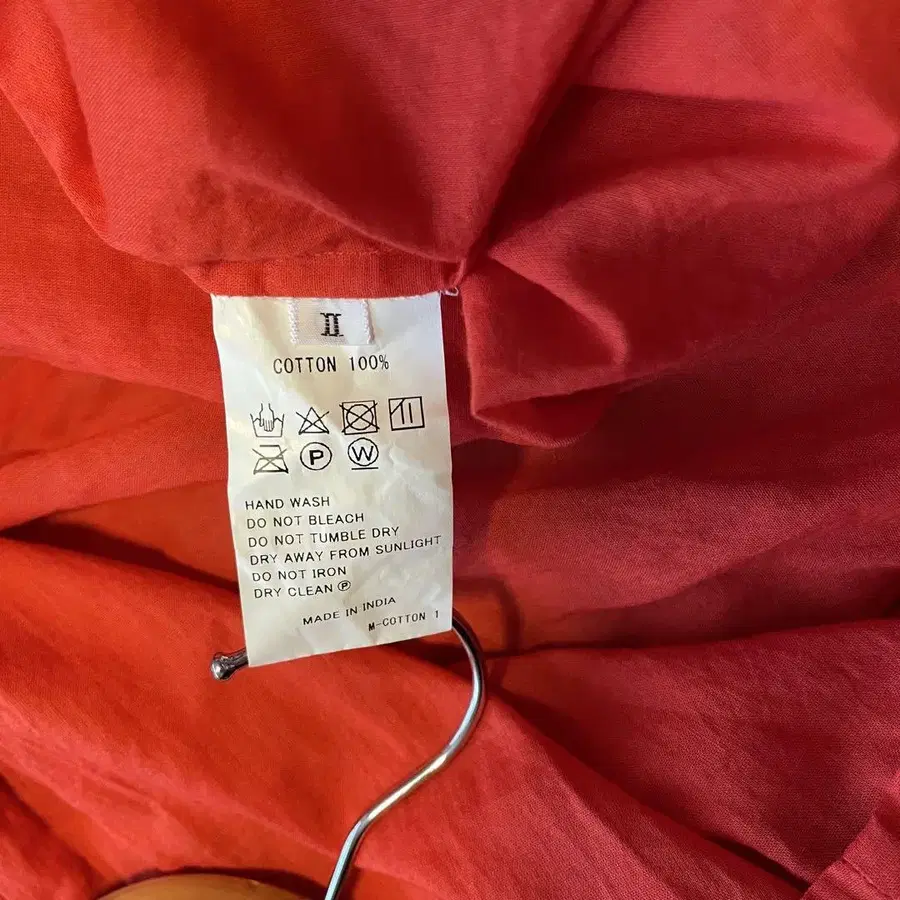 II
COTTON 100%
P W
HAND WASH
DO NOT BLEACH
DO NOT TUMBLE DRY
DRY AWAY FROM SUNLIGHT
DO NOT IRON
DRY CLEAN Ⓟ
MADE IN INDIA
M-COTTON 1